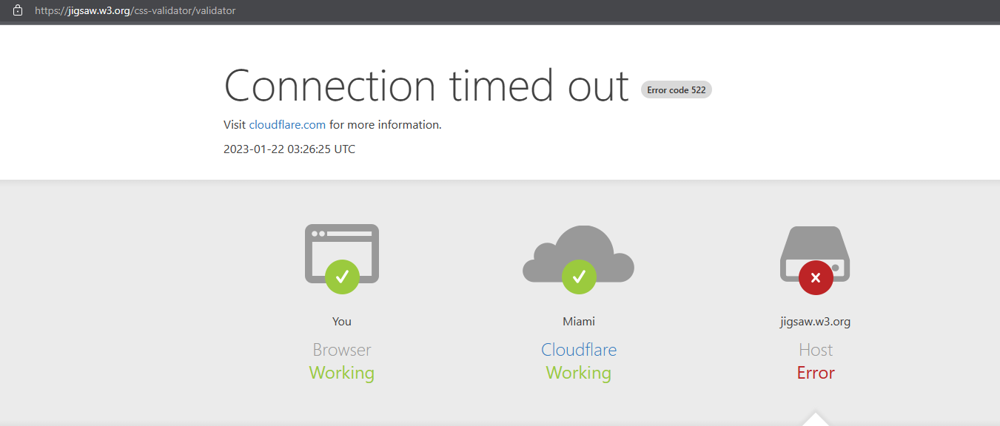 https://jigsaw.w3.org/css-validator/validator
Connection timed out Error code 522
Visit cloudflare.com for more information.
2023-01-22 03:26:25 UTC
You Miami jigsaw.w3.org
Browser Cloudflare Host
Working Working Error